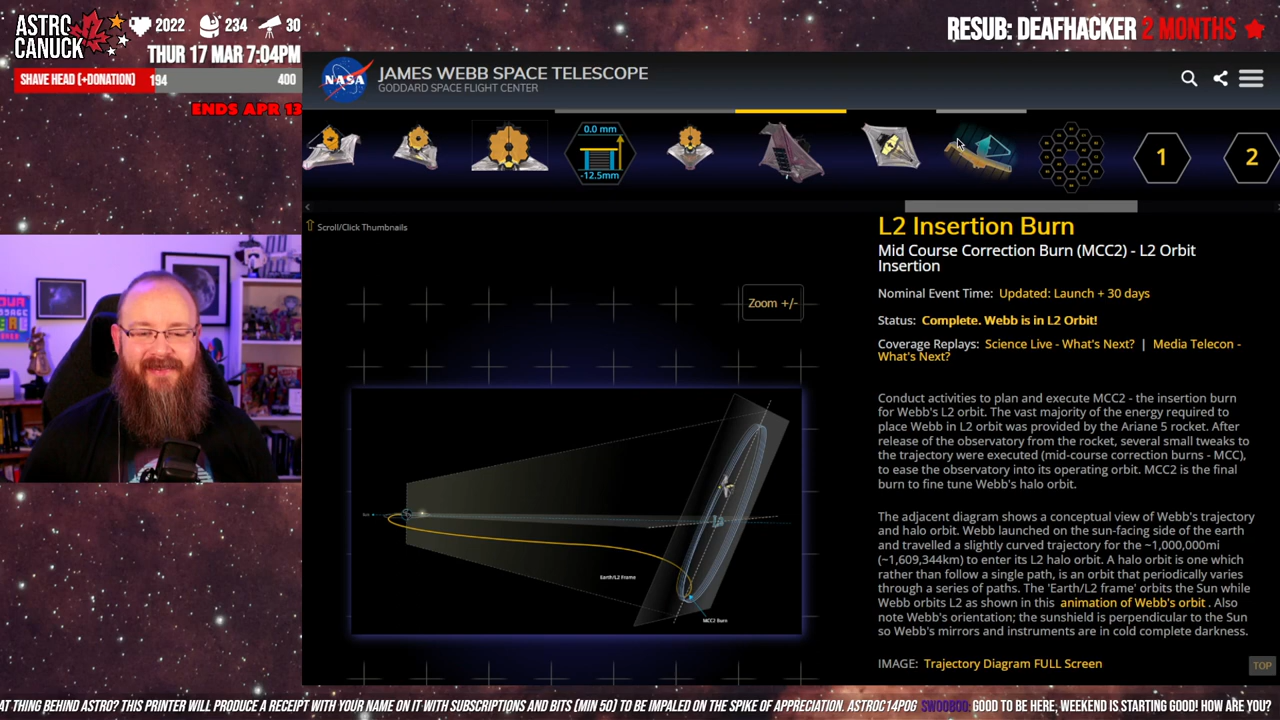 ASTRO
CANUCK
2022 234 30
THUR 17 MAR 7:04PM
SHAVE HEAD (+DONATION) 194 400
ENDS APR 13
RESUB: DEAFHACKER 2 MONTHS
NASA
JAMES WEBB SPACE TELESCOPE
GODDARD SPACE FLIGHT CENTER
0.0 mm
-12.5mm
1
2
Scroll/Click Thumbnails
Zoom +/-
Earth/L2 Frame
MCC2 Burn
L2 Insertion Burn
Mid Course Correction Burn (MCC2) - L2 Orbit
Insertion
Nominal Event Time: Updated: Launch + 30 days
Status: Complete. Webb is in L2 Orbit!
Coverage Replays: Science Live - What's Next? | Media Telecon -
What's Next?
Conduct activities to plan and execute MCC2 - the insertion burn
for Webb's L2 orbit. The vast majority of the energy required to
place Webb in L2 orbit was provided by the Ariane 5 rocket. After
release of the observatory from the rocket, several small tweaks to
the trajectory were executed (mid-course correction burns - MCC),
to ease the observatory into its operating orbit. MCC2 is the final
burn to fine tune Webb's halo orbit.
The adjacent diagram shows a conceptual view of Webb's trajectory
and halo orbit. Webb launched on the sun-facing side of the earth
and travelled a slightly curved trajectory for the ~1,000,000mi
(~1,609,344km) to enter its L2 halo orbit. A halo orbit is one which
rather than follow a single path, is an orbit that periodically varies
through a series of paths. The 'Earth/L2 frame' orbits the Sun while
Webb orbits L2 as shown in this animation of Webb's orbit . Also
note Webb's orientation; the sunshield is perpendicular to the Sun
so Webb's mirrors and instruments are in cold complete darkness.
IMAGE: Trajectory Diagram FULL Screen
TOP
AT THING BEHIND ASTRO? THIS PRINTER WILL PRODUCE A RECEIPT WITH YOUR NAME ON IT WITH SUBSCRIPTIONS AND BITS (MIN 50) TO BE IMPALED ON THE SPIKE OF APPRECIATION. ASTROC14P06 SWOOBOO: GOOD TO BE HERE, WEEKEND IS STARTING GOOD! HOW ARE YOU?